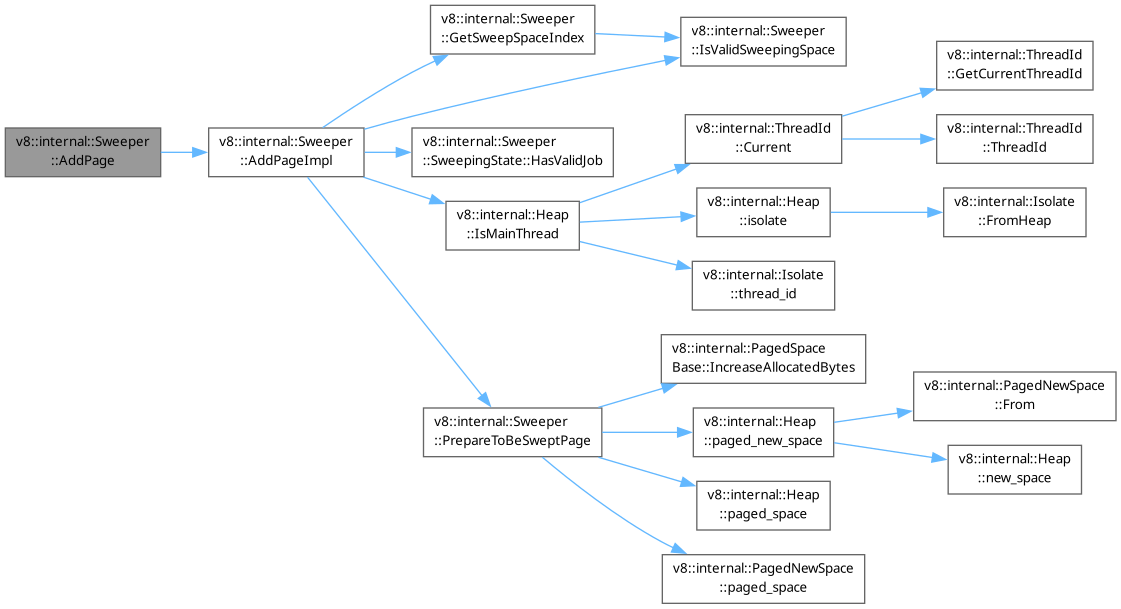 v8::internal::Sweeper
::AddPage
v8::internal::Sweeper
::AddPageImpl
v8::internal::Sweeper
::GetSweepSpaceIndex
v8::internal::Sweeper
::IsValidSweepingSpace
v8::internal::Sweeper
::SweepingState::HasValidJob
v8::internal::Heap
::IsMainThread
v8::internal::ThreadId
::Current
v8::internal::ThreadId
::GetCurrentThreadId
v8::internal::ThreadId
::ThreadId
v8::internal::Heap
::isolate
v8::internal::Isolate
::FromHeap
v8::internal::Isolate
::thread_id
v8::internal::Sweeper
::PrepareToBeSweptPage
v8::internal::PagedSpace
Base::IncreaseAllocatedBytes
v8::internal::Heap
::paged_new_space
v8::internal::PagedNewSpace
::From
v8::internal::Heap
::new_space
v8::internal::Heap
::paged_space
v8::internal::PagedNewSpace
::paged_space